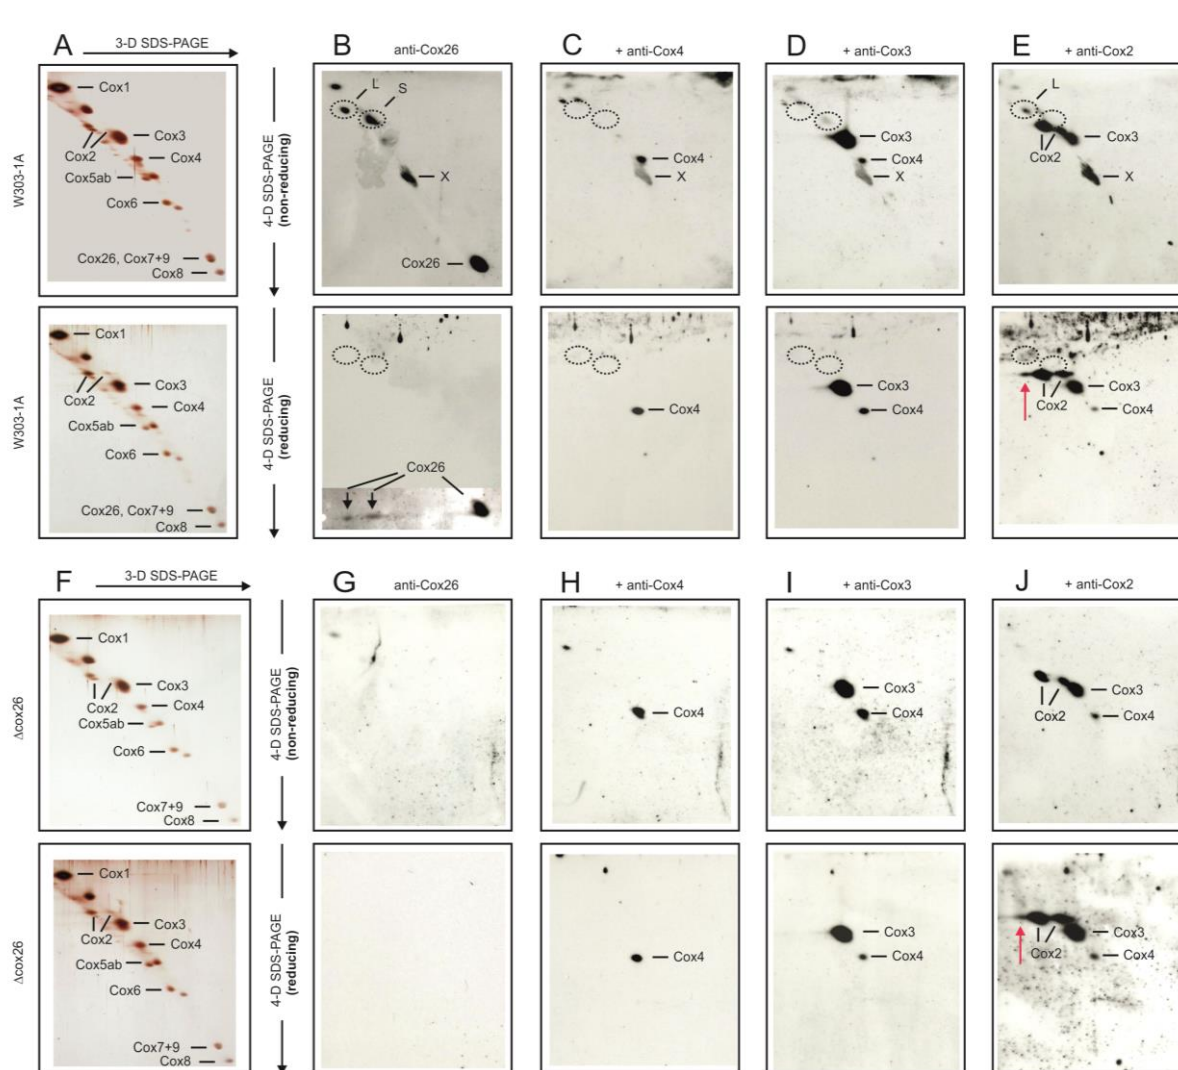 A
3-D SDS-PAGE
B
anti-Cox26
C
+ anti-Cox4
D
+ anti-Cox3
E
+ anti-Cox2
W303-1A
Cox1
Cox2
Cox3
Cox4
Cox5ab
Cox6
Cox26, Cox7+9
Cox8
4-D SDS-PAGE
(non-reducing)
L
S
X
Cox26
Cox4
X
Cox3
Cox4
X
L
Cox3
Cox2
X
W303-1A
Cox1
Cox2
Cox3
Cox4
Cox5ab
Cox6
Cox26, Cox7+9
Cox8
4-D SDS-PAGE
(reducing)
Cox26
Cox4
Cox3
Cox4
Cox3
Cox2
Cox4
F
3-D SDS-PAGE
G
anti-Cox26
H
+ anti-Cox4
I
+ anti-Cox3
J
+ anti-Cox2
Δcox26
Cox1
Cox3
Cox2
Cox4
Cox5ab
Cox6
Cox7+9
Cox8
4-D SDS-PAGE
(non-reducing)
Cox4
Cox3
Cox4
Cox3
Cox2
Cox4
Δcox26
Cox1
Cox3
Cox2
Cox4
Cox5ab
Cox6
Cox7+9
Cox8
4-D SDS-PAGE
(reducing)
Cox4
Cox3
Cox4
Cox3
Cox2
Cox4